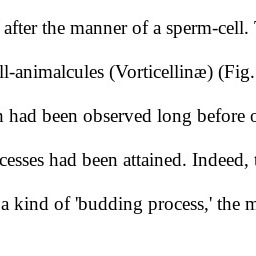 after the manner of a sperm-cell.
ll-animalcules (Vorticellinæ) (Fig.
had been observed long before
cesses had been attained. Indeed,
a kind of 'budding process,' the